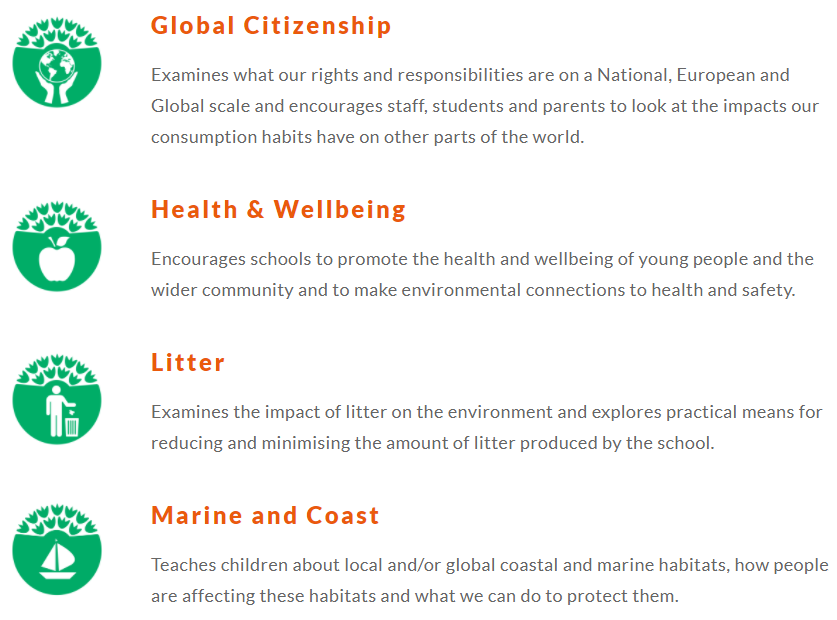 Global Citizenship
Examines what our rights and responsibilities are on a National, European and
Global scale and encourages staff, students and parents to look at the impacts our
consumption habits have on other parts of the world.
Health & Wellbeing
Encourages schools to promote the health and wellbeing of young people and the
wider community and to make environmental connections to health and safety.
Litter
Examines the impact of litter on the environment and explores practical means for
reducing and minimising the amount of litter produced by the school.
Marine and Coast
Teaches children about local and/or global coastal and marine habitats, how people
are affecting these habitats and what we can do to protect them.